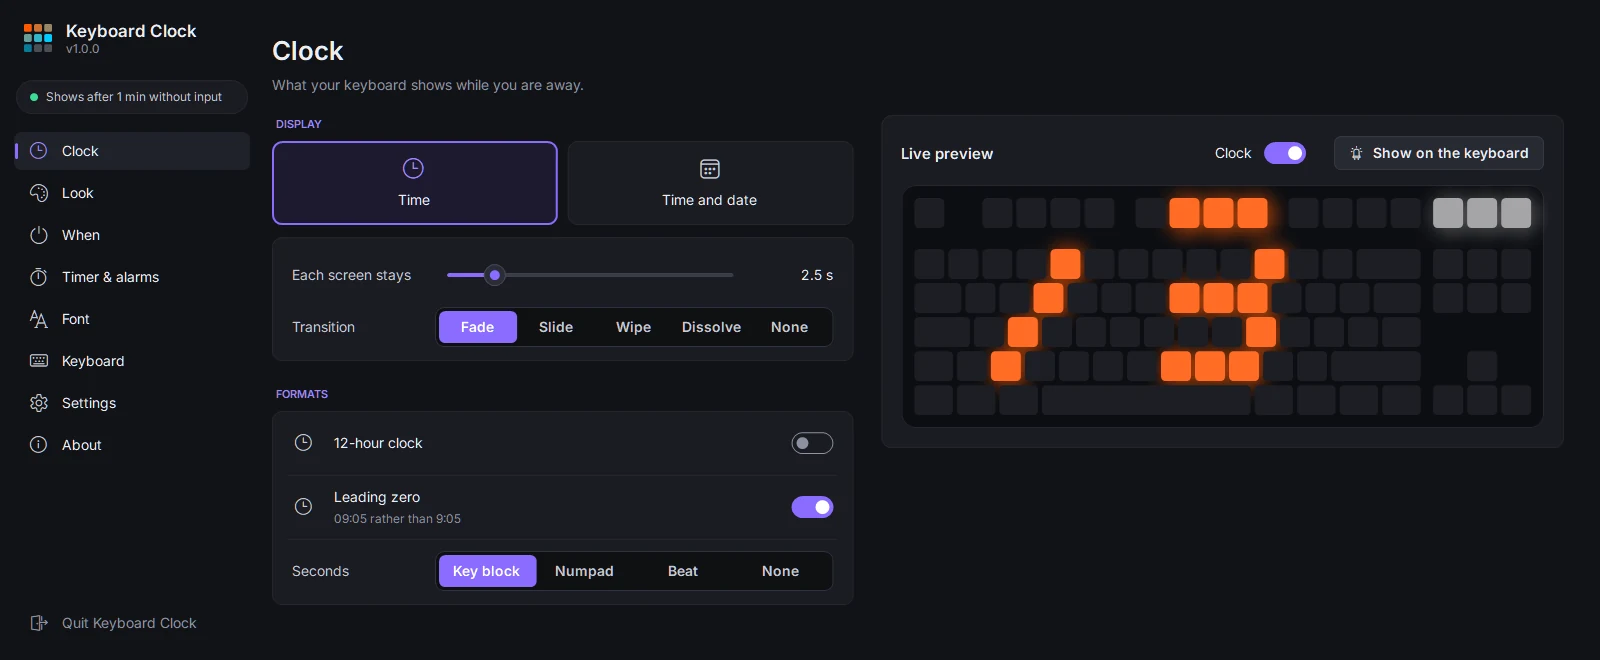 Keyboard Clock
v1.0.0
Shows after 1 min without input
Clock
Look
When
Timer & alarms
Font
Keyboard
Settings
About
Quit Keyboard Clock
Clock
What your keyboard shows while you are away.
DISPLAY
Time
Time and date
Each screen stays
2.5 s
Transition
Fade
Slide
Wipe
Dissolve
None
FORMATS
12-hour clock
Leading zero
09:05 rather than 9:05
Seconds
Key block
Numpad
Beat
None
Live preview
Clock
Show on the keyboard